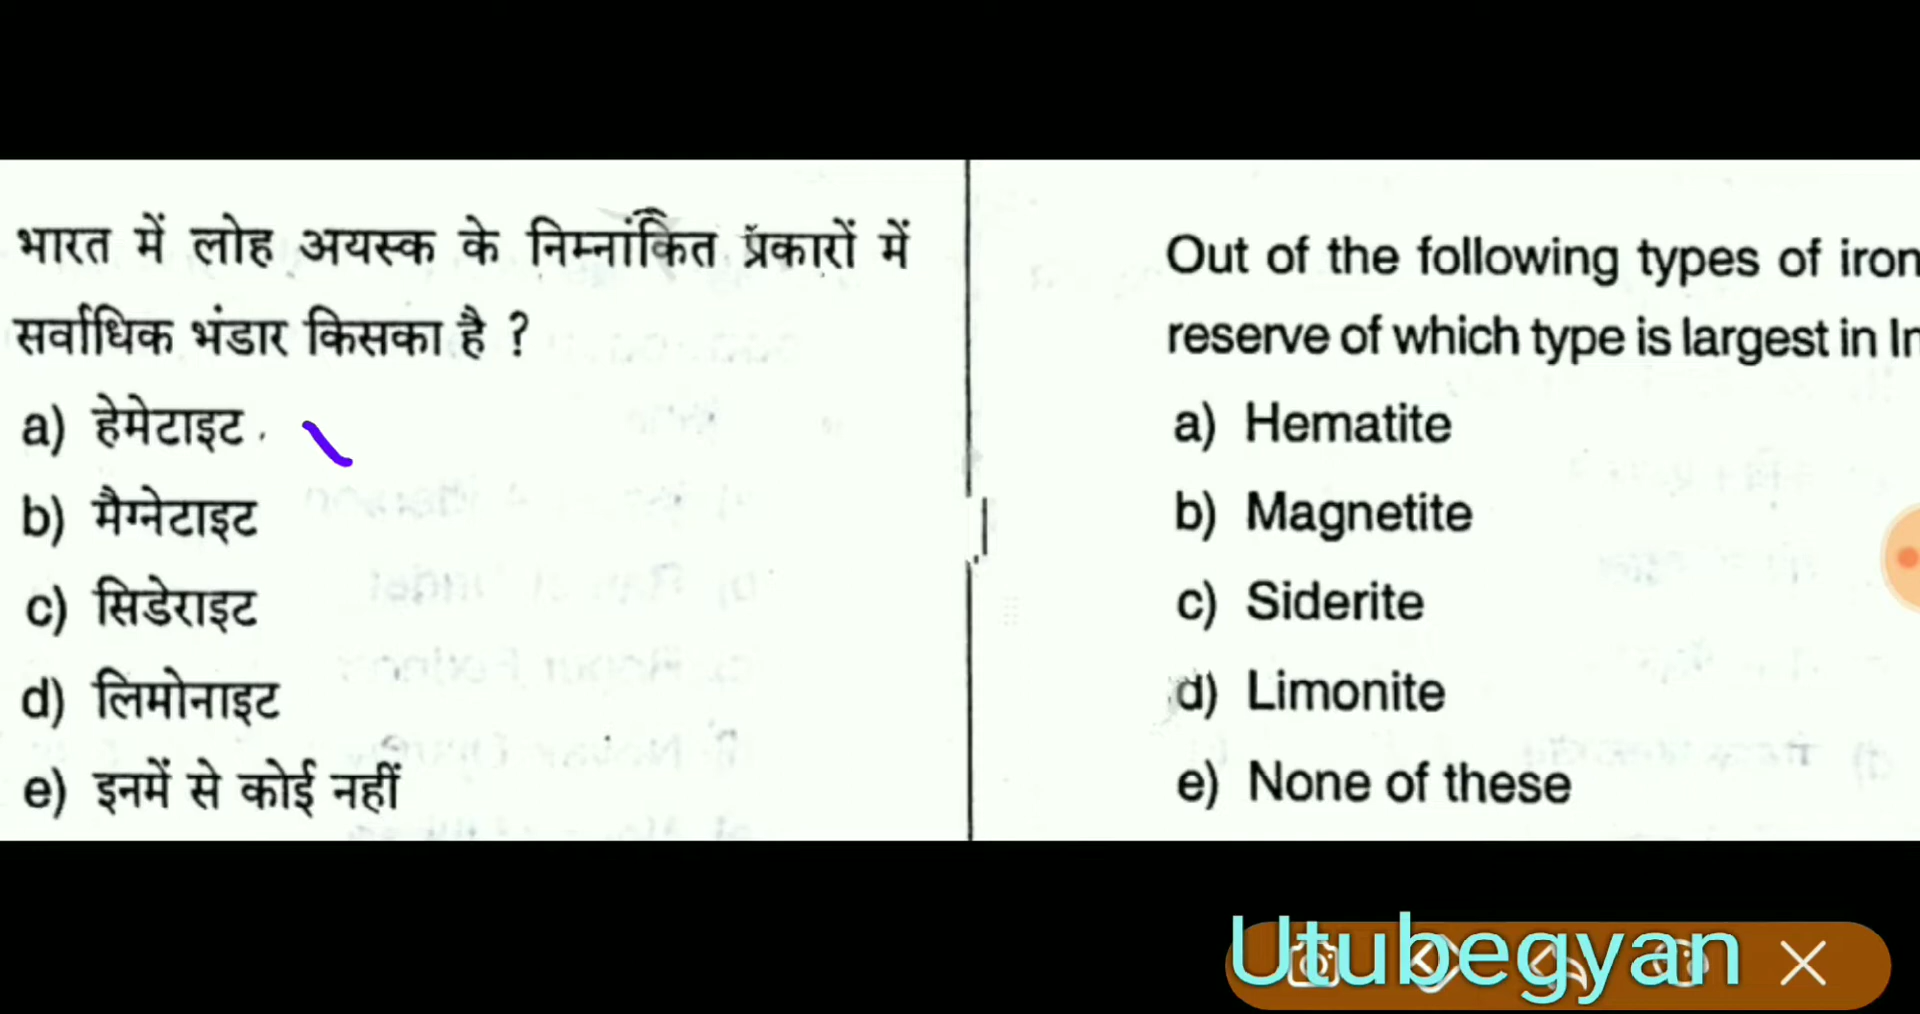 भारत में लोह अयस्क के निम्नांकित प्रकारों में
सर्वाधिक भंडार किसका है ?
a) हेमेटाइट
b) मैग्नेटाइट
c) सिडेराइट
d) लिमोनाइट
e) इनमें से कोई नहीं
Out of the following types of iron
reserve of which type is largest in In
a) Hematite
b) Magnetite
c) Siderite
d) Limonite
e) None of these
Utubegyan